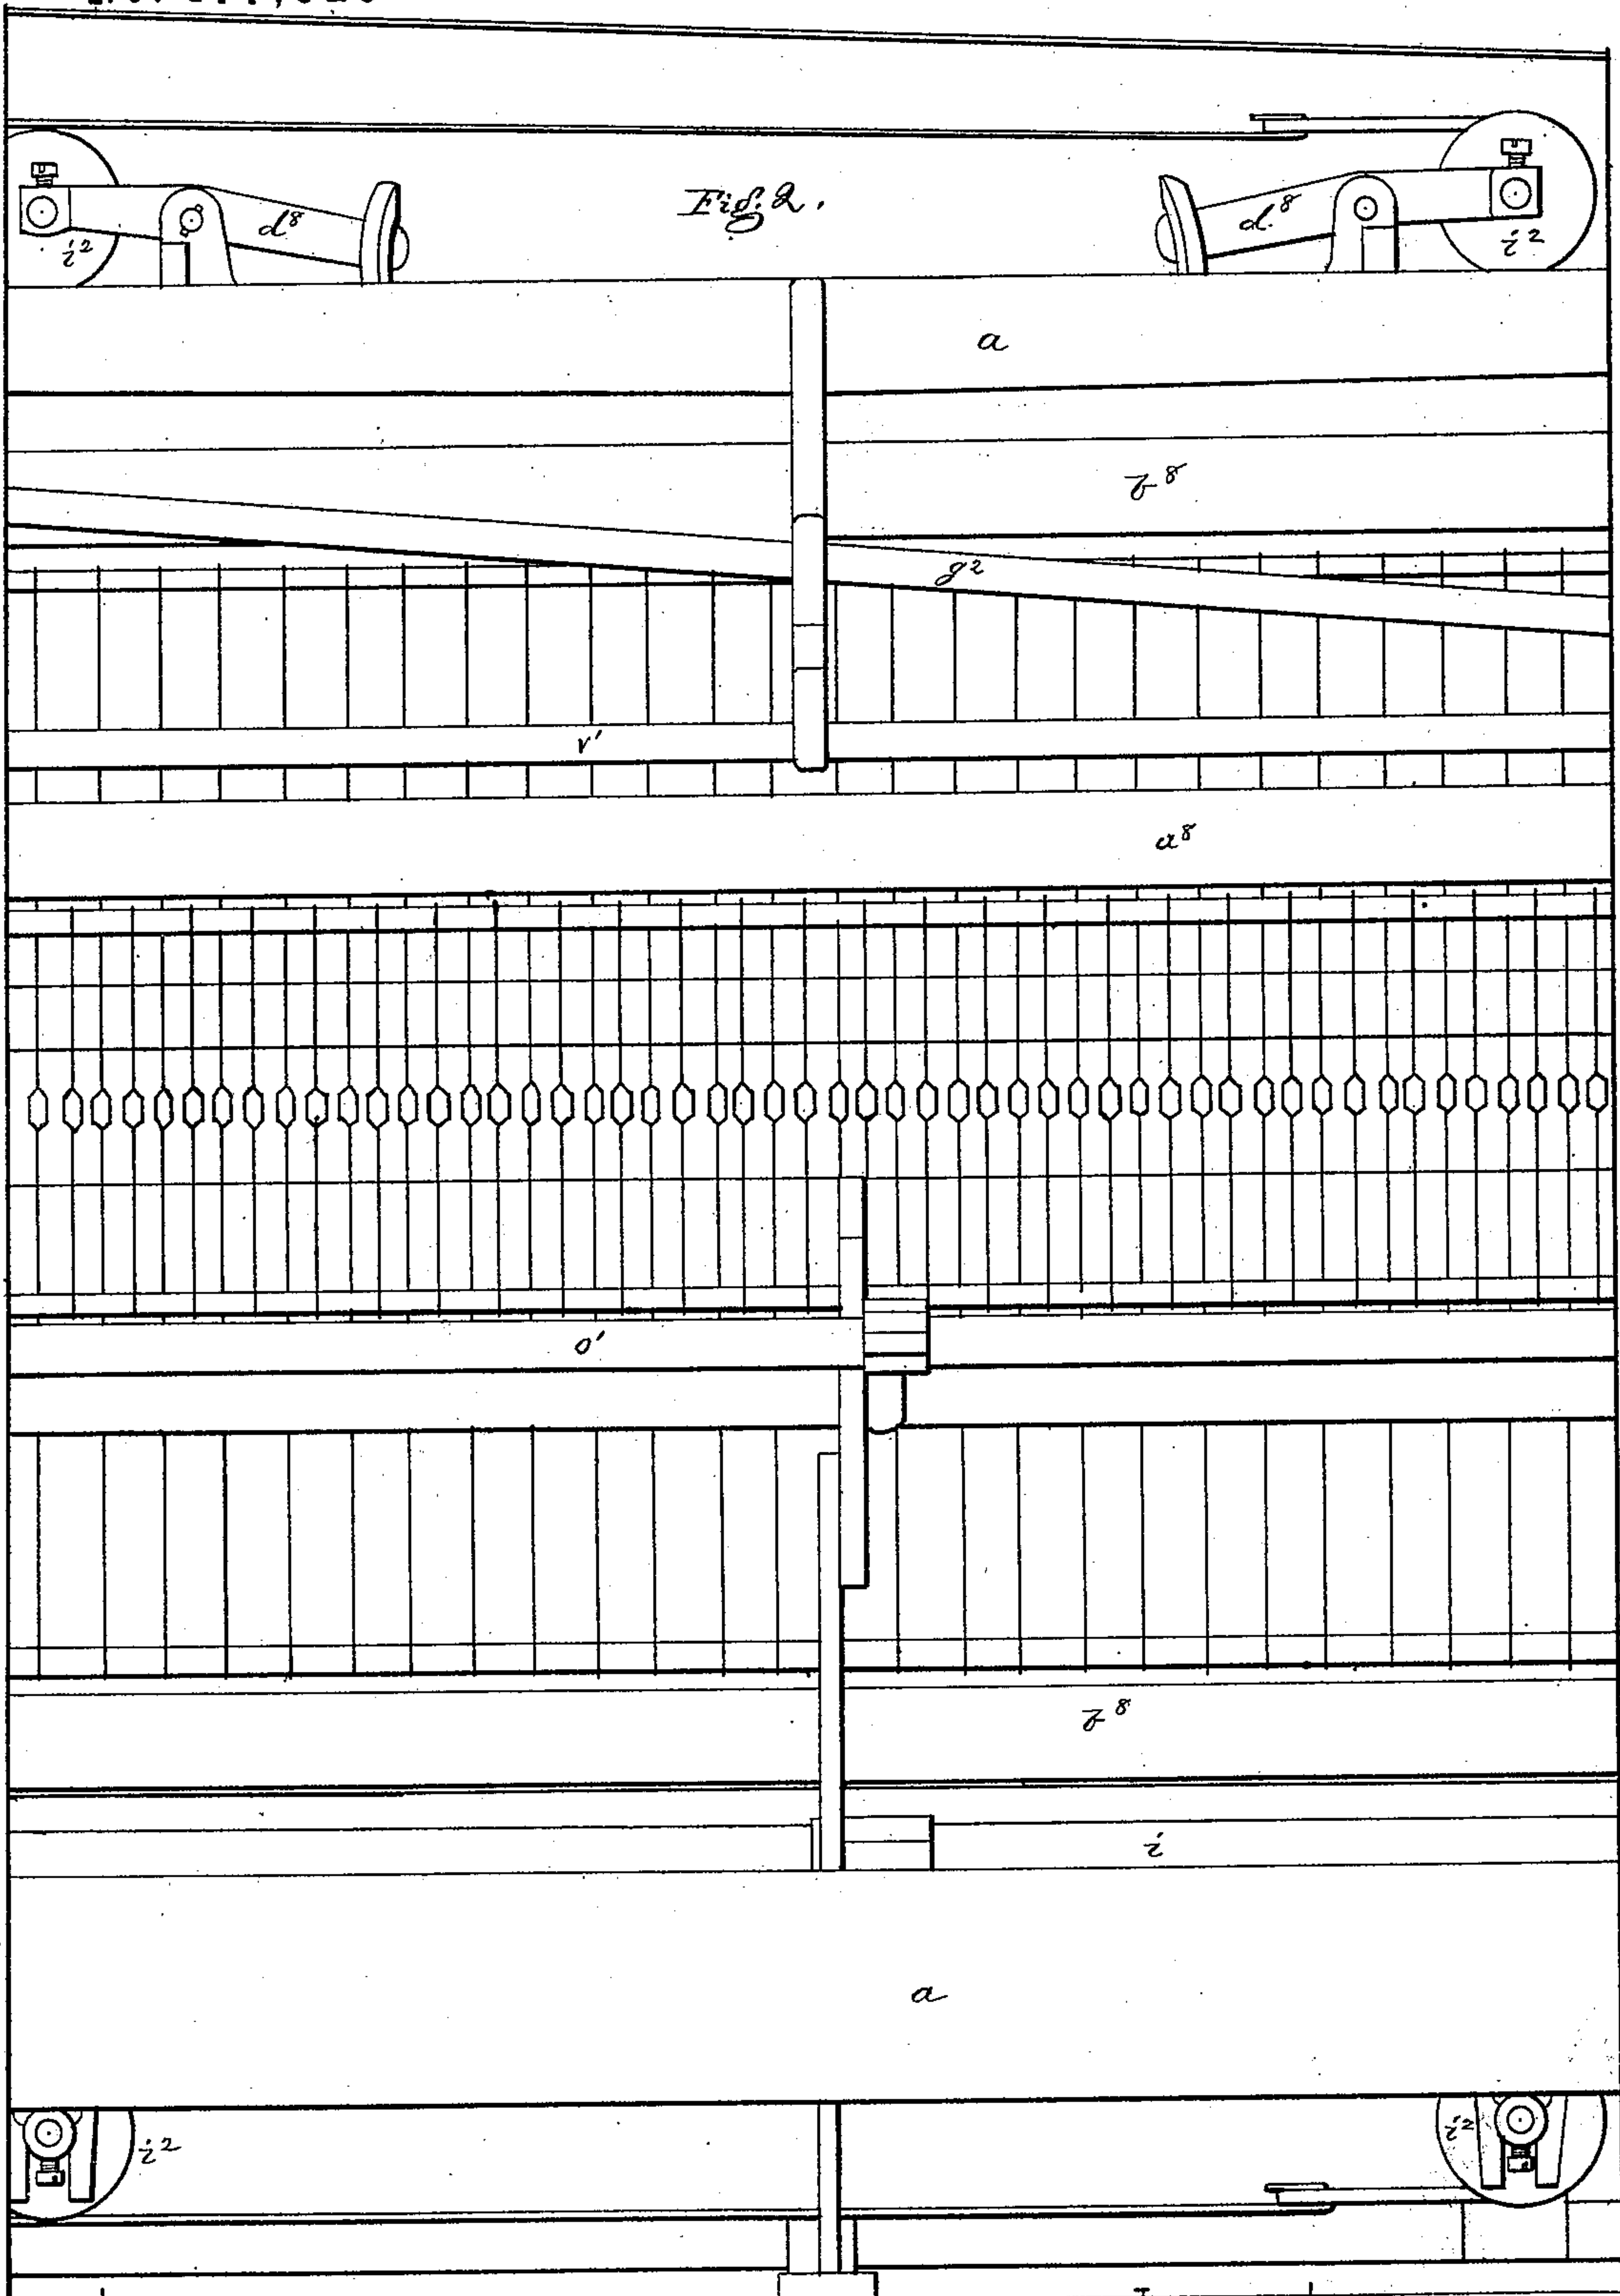 Fig. 2.
d⁸
d⁸
i²
i²
a
b⁸
g²
v'
a⁸
o'
b⁸
i
a
i²
i²